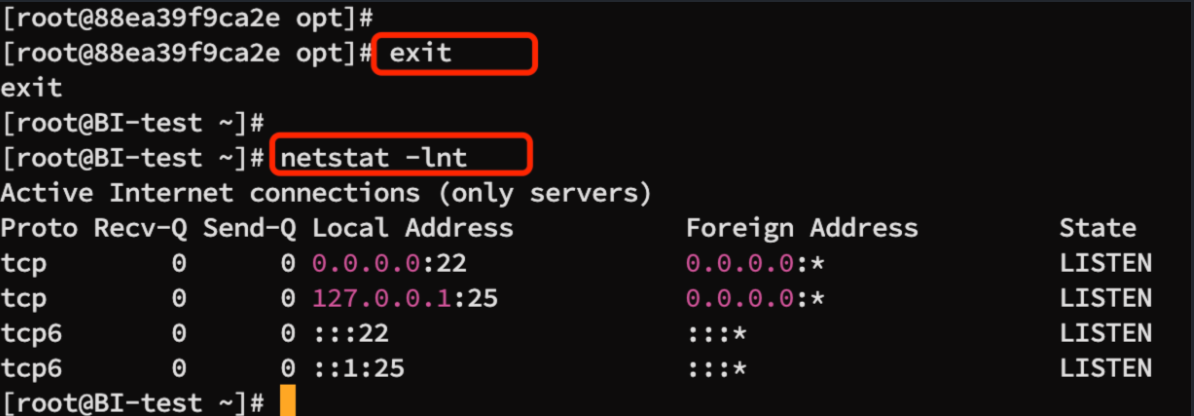 [root@88ea39f9ca2e opt]#
[root@88ea39f9ca2e opt]# exit
exit
[root@BI-test ~]#
[root@BI-test ~]# netstat -lnt
Active Internet connections (only servers)
Proto Recv-Q Send-Q Local Address           Foreign Address         State
tcp        0      0 0.0.0.0:22              0.0.0.0:*               LISTEN
tcp        0      0 127.0.0.1:25            0.0.0.0:*               LISTEN
tcp6       0      0 :::22                   :::*                    LISTEN
tcp6       0      0 ::1:25                  :::*                    LISTEN
[root@BI-test ~]#